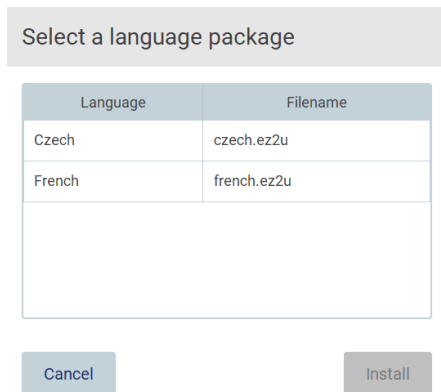 Select a language package
Language Filename
Czech czech.ez2u
French french.ez2u
Cancel Install